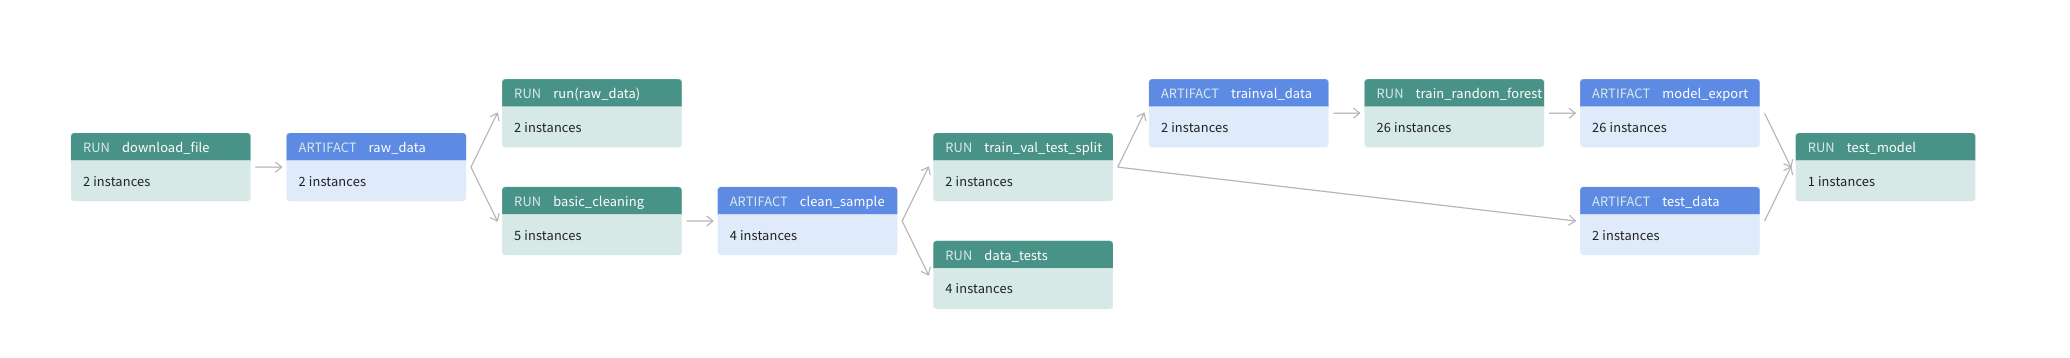 RUN download_file
2 instances
ARTIFACT raw_data
2 instances
RUN run(raw_data)
2 instances
RUN basic_cleaning
5 instances
ARTIFACT clean_sample
4 instances
RUN train_val_test_split
2 instances
RUN data_tests
4 instances
ARTIFACT trainval_data
2 instances
RUN train_random_forest
26 instances
ARTIFACT model_export
26 instances
ARTIFACT test_data
2 instances
RUN test_model
1 instances